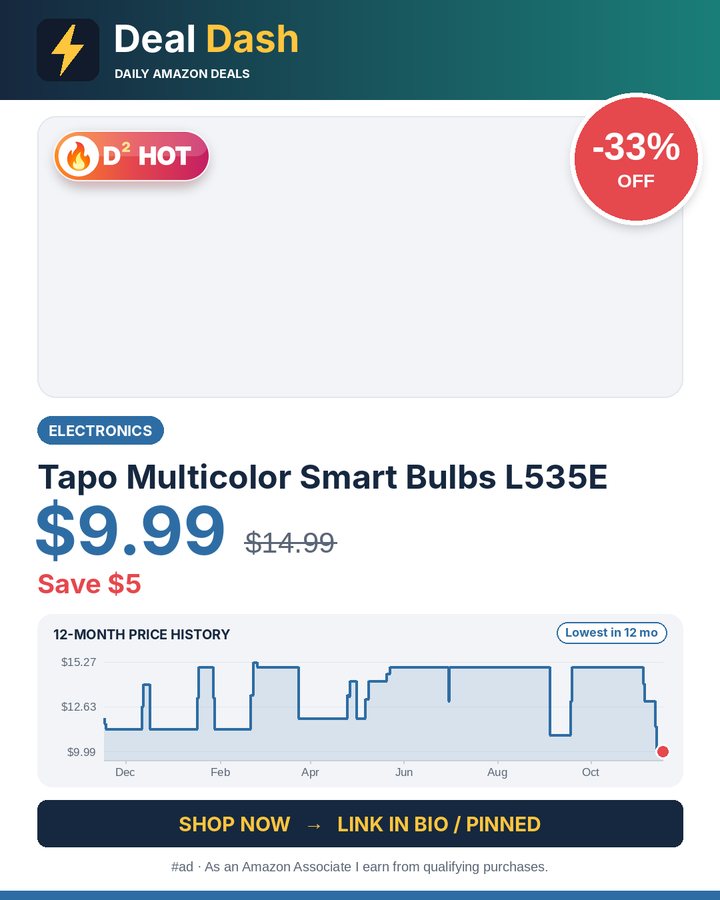 Deal Dash
DAILY AMAZON DEALS
D² HOT
-33%
OFF
ELECTRONICS
Tapo Multicolor Smart Bulbs L535E
$9.99 $14.99
Save $5
12-MONTH PRICE HISTORY
Lowest in 12 mo
$15.27
$12.63
$9.99
Dec Feb Apr Jun Aug Oct
SHOP NOW → LINK IN BIO / PINNED
#ad · As an Amazon Associate I earn from qualifying purchases.